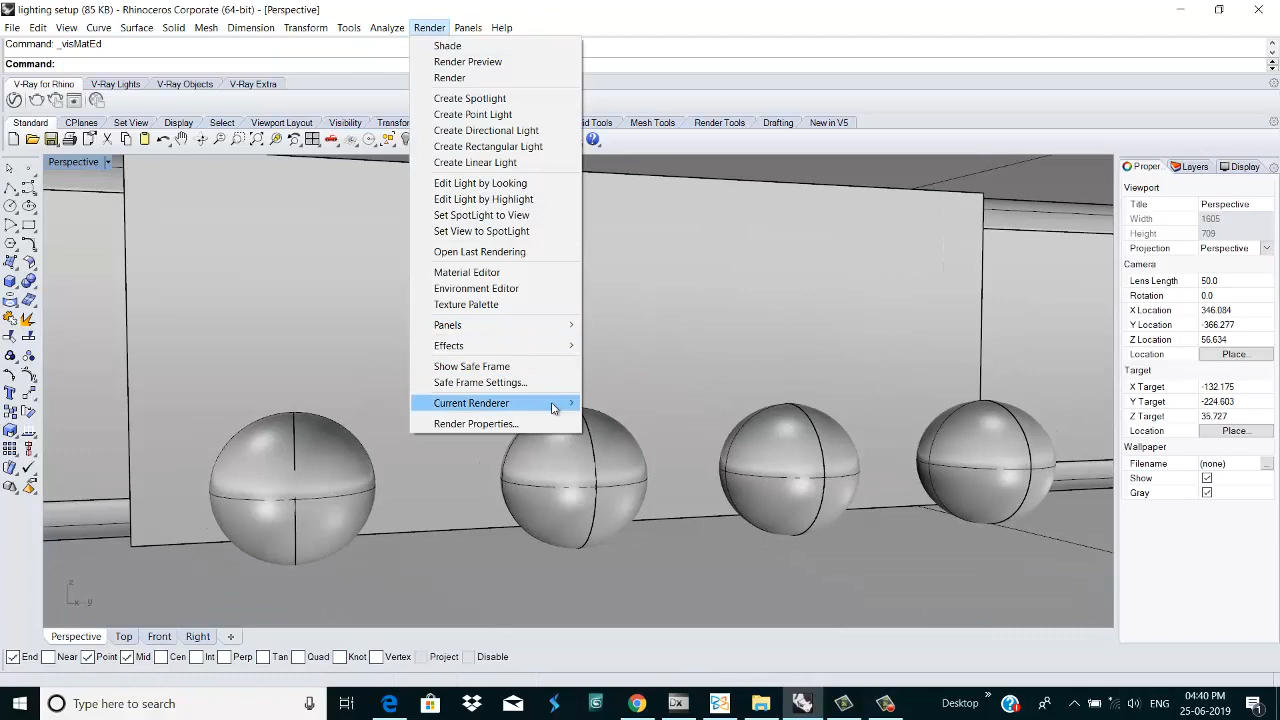 lighting setup (85 KB) - Rhinoceros Corporate (64-bit) - [Perspective]
File Edit View Curve Surface Solid Mesh Dimension Transform Tools Analyze Render Panels Help
Command: _visMatEd
Command:
V-Ray for Rhino V-Ray Lights V-Ray Objects V-Ray Extra
Standard CPlanes Set View Display Select Viewport Layout Visibility Transform Tools Mesh Tools Render Tools Drafting New in V5
Perspective
Shade
Render Preview
Render
Create Spotlight
Create Point Light
Create Directional Light
Create Rectangular Light
Create Linear Light
Edit Light by Looking
Edit Light by Highlight
Set SpotLight to View
Set View to SpotLight
Open Last Rendering
Material Editor
Environment Editor
Texture Palette
Panels
Effects
Show Safe Frame
Safe Frame Settings...
Current Renderer
Render Properties...
Proper... Layers Display
Viewport
Title Perspective
Width 1605
Height 709
Projection Perspective
Camera
Lens Length 50.0
Rotation 0.0
X Location 346.084
Y Location -366.277
Z Location 56.634
Location Place...
Target
X Target -132.175
Y Target -224.603
Z Target 35.727
Location Place...
Wallpaper
Filename (none) ...
Show
Gray
z
x y
Perspective Top Front Right
End Near Point Mid Cen Int Perp Tan Quad Knot Vertex Project Disable
Type here to search
Dx
Desktop
ENG
04:40 PM
25-06-2019
1